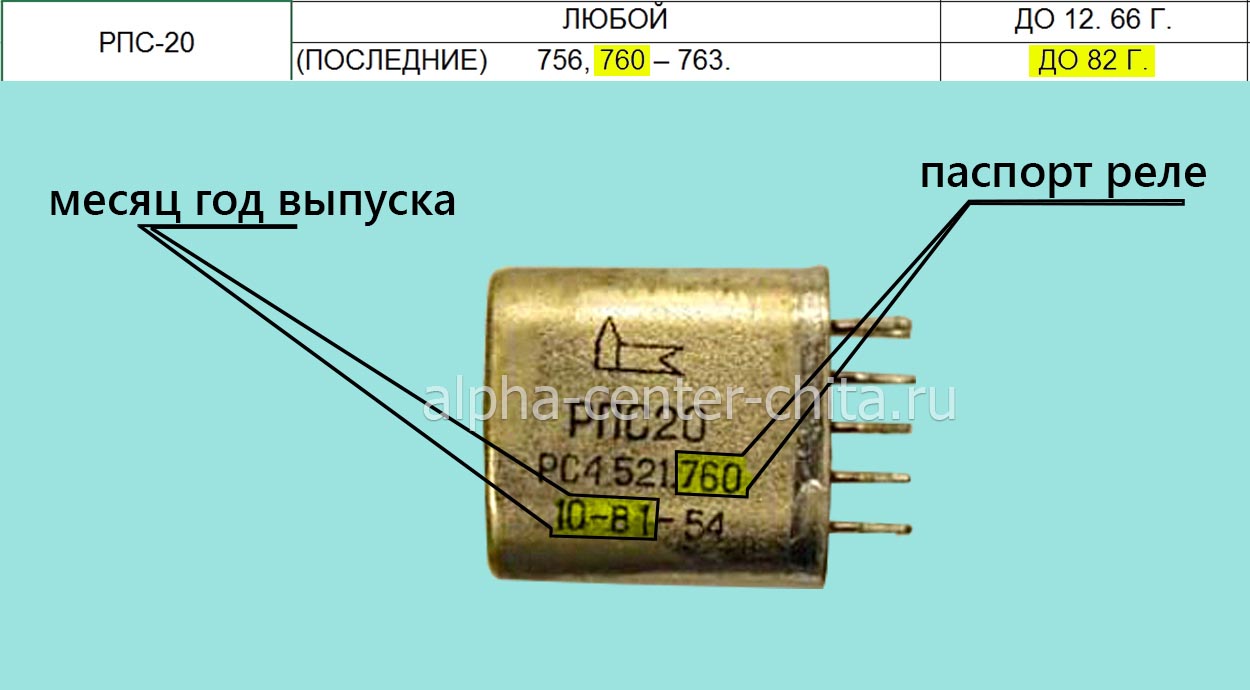 РПС-20
ЛЮБОЙ
ДО 12. 66 Г.
(ПОСЛЕДНИЕ) 756, 760 – 763.
ДО 82 Г.
паспорт реле
месяц год выпуска
alpha-center-chita.ru
РПС20
РС4.521.760
10-81-54